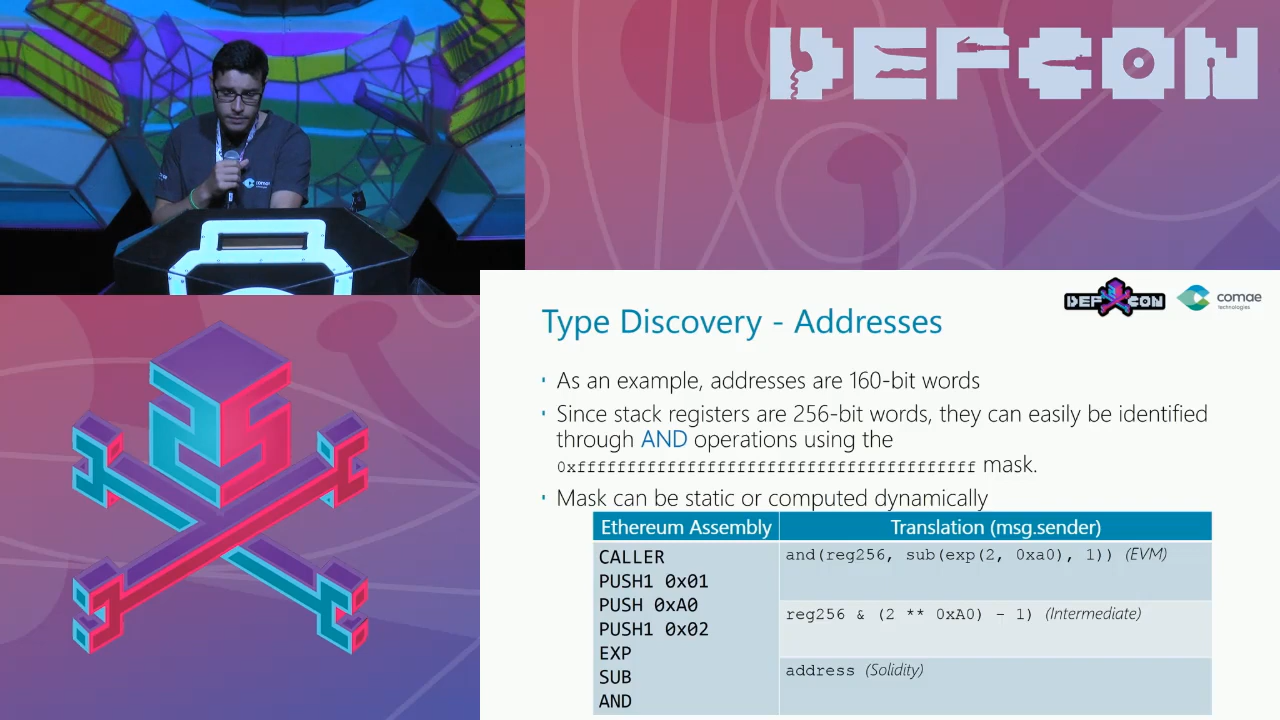 DEFCON
comae
DEF CON
comae
technologies
Type Discovery - Addresses
• As an example, addresses are 160-bit words
• Since stack registers are 256-bit words, they can easily be identified
through AND operations using the
0xffffffffffffffffffffffffffffffffffffffff mask.
• Mask can be static or computed dynamically
Ethereum Assembly Translation (msg.sender)
CALLER
PUSH1 0x01
PUSH 0xA0
PUSH1 0x02
EXP
SUB
AND
and(reg256, sub(exp(2, 0xa0), 1)) (EVM)
reg256 & (2 ** 0xA0) - 1) (Intermediate)
address (Solidity)